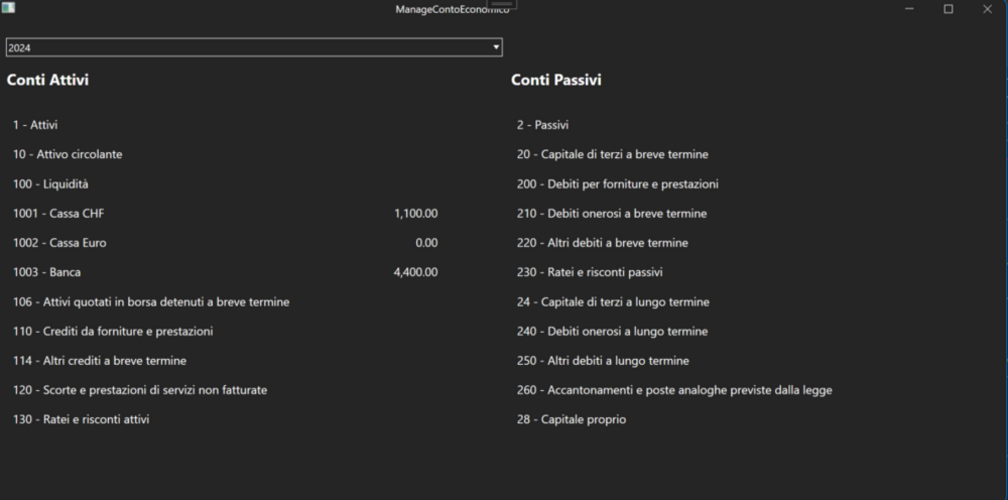 ManageContoEconomico
2024
Conti Attivi
1 - Attivi
10 - Attivo circolante
100 - Liquidità
1001 - Cassa CHF 1,100.00
1002 - Cassa Euro 0.00
1003 - Banca 4,400.00
106 - Attivi quotati in borsa detenuti a breve termine
110 - Crediti da forniture e prestazioni
114 - Altri crediti a breve termine
120 - Scorte e prestazioni di servizi non fatturate
130 - Ratei e risconti attivi
Conti Passivi
2 - Passivi
20 - Capitale di terzi a breve termine
200 - Debiti per forniture e prestazioni
210 - Debiti onerosi a breve termine
220 - Altri debiti a breve termine
230 - Ratei e risconti passivi
24 - Capitale di terzi a lungo termine
240 - Debiti onerosi a lungo termine
250 - Altri debiti a lungo termine
260 - Accantonamenti e poste analoghe previste dalla legge
28 - Capitale proprio